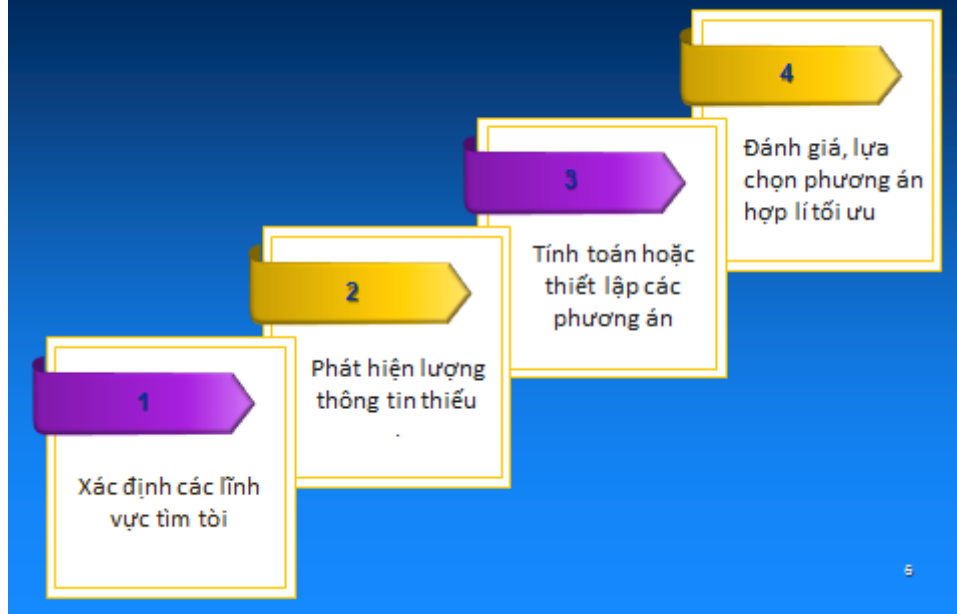 1
Xác định các lĩnh
vực tìm tòi
2
Phát hiện lượng
thông tin thiếu
.
3
Tính toán hoặc
thiết lập các
phương án
4
Đánh giá, lựa
chọn phương án
hợp lí tối ưu
6